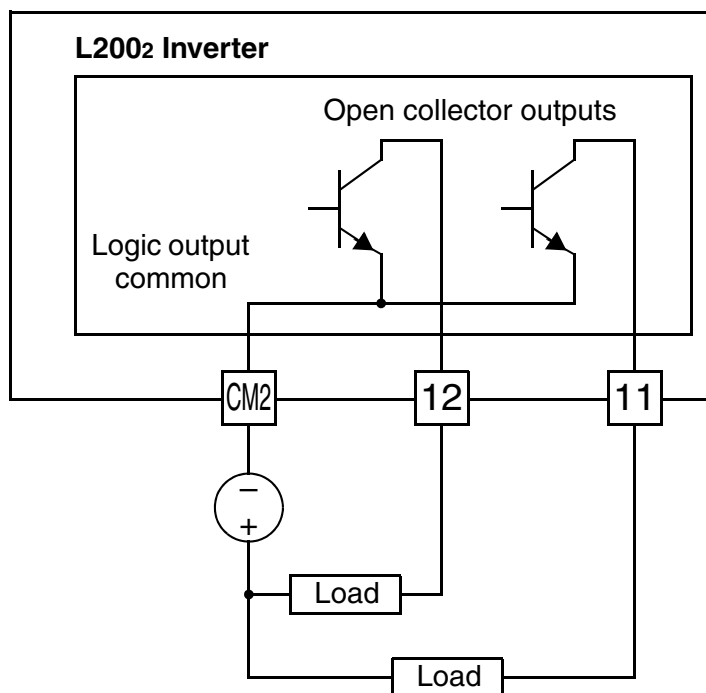 L2002 Inverter
Open collector outputs
Logic output
common
CM2
12
11
−
+
Load
Load